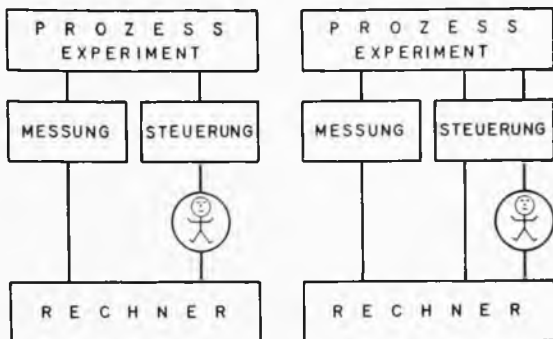 PROZESS
EXPERIMENT
MESSUNG
STEUERUNG
RECHNER
PROZESS
EXPERIMENT
MESSUNG
STEUERUNG
RECHNER